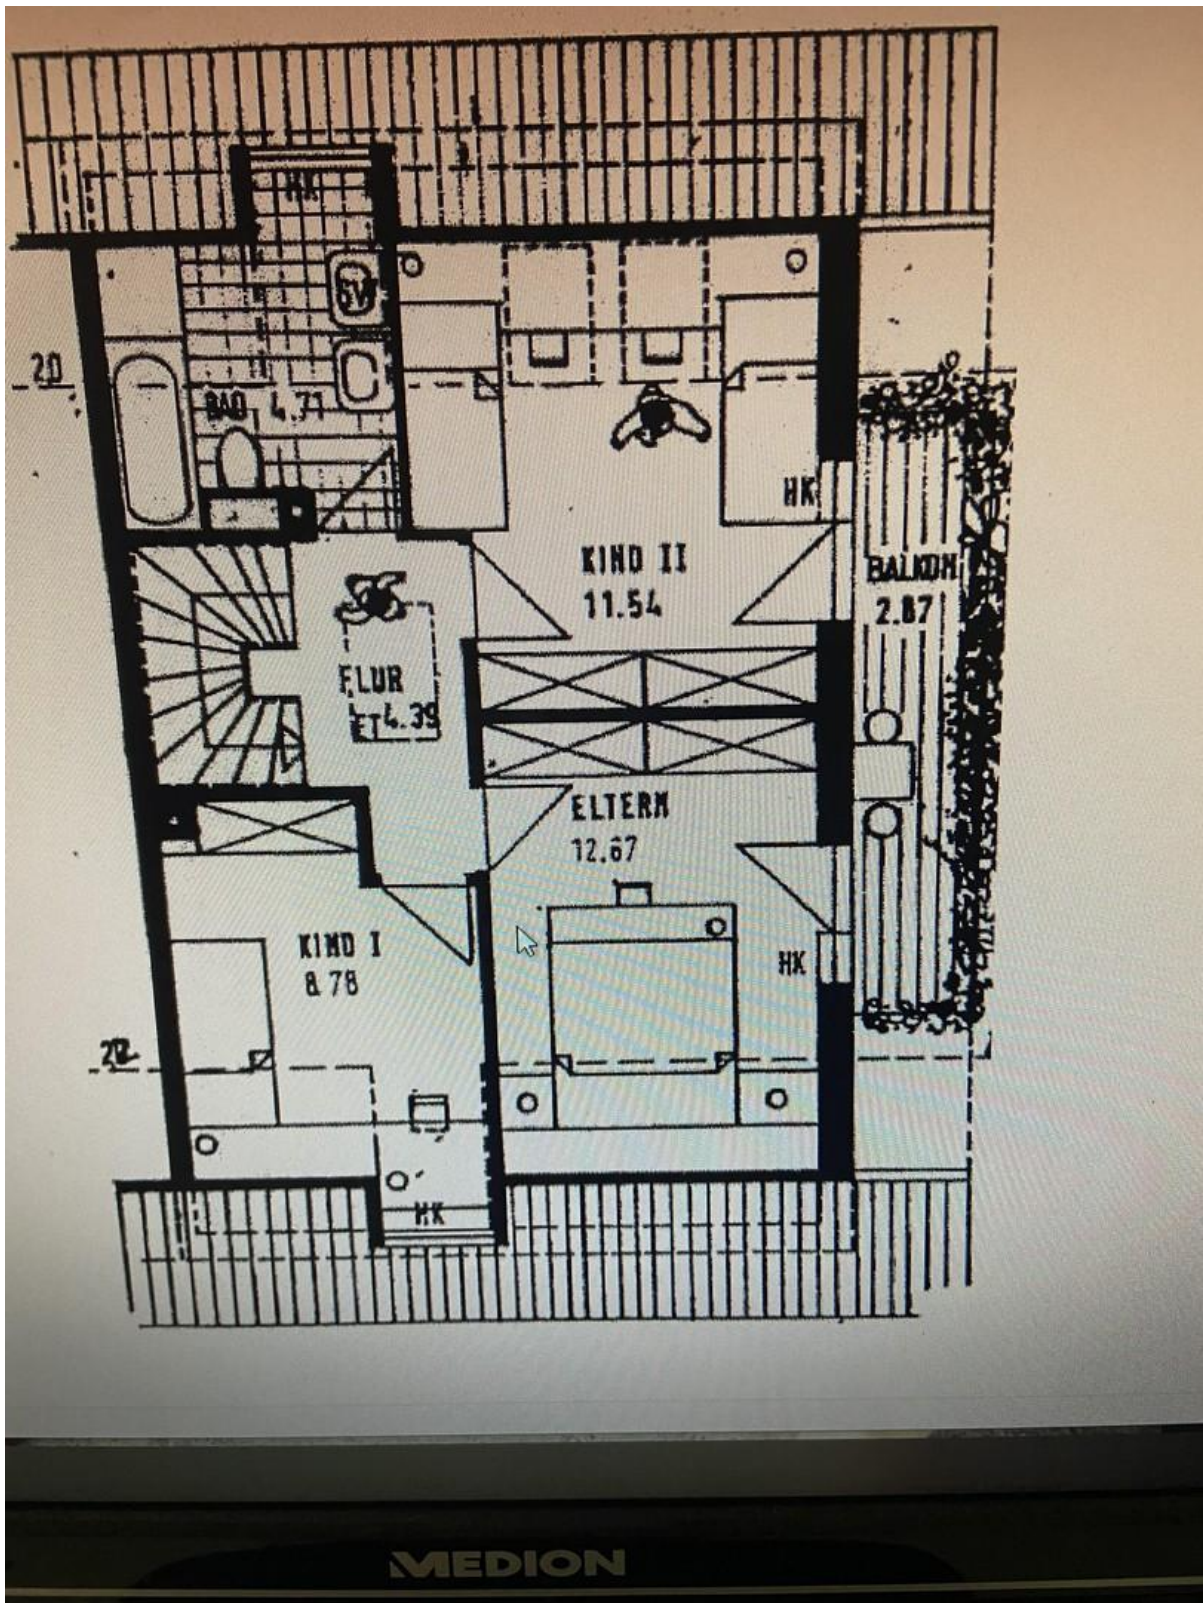 HK
SW
20
BAD 4.71
HK
KIND II
11.54
BALKON
2.87
FLUR
4.39
ELTERN
12.67
KIND I
8.78
HK
HK
MEDION